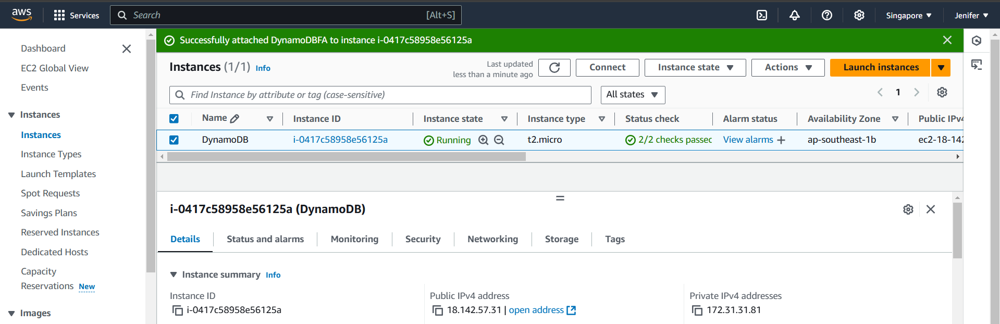 aws Services Search [Alt+S] Singapore Jenifer
Dashboard
EC2 Global View
Events
Instances
Instances
Instance Types
Launch Templates
Spot Requests
Savings Plans
Reserved Instances
Dedicated Hosts
Capacity
Reservations New
Images
Successfully attached DynamoDBFA to instance i-0417c58958e56125a
Instances (1/1) Info
Last updated
less than a minute ago
Connect Instance state Actions Launch instances
Find Instance by attribute or tag (case-sensitive) All states 1
Name Instance ID Instance state Instance type Status check Alarm status Availability Zone Public IPv4
DynamoDB i-0417c58958e56125a Running t2.micro 2/2 checks passec View alarms + ap-southeast-1b ec2-18-142
i-0417c58958e56125a (DynamoDB)
Details Status and alarms Monitoring Security Networking Storage Tags
Instance summary Info
Instance ID Public IPv4 address Private IPv4 addresses
i-0417c58958e56125a 18.142.57.31 | open address 172.31.31.81